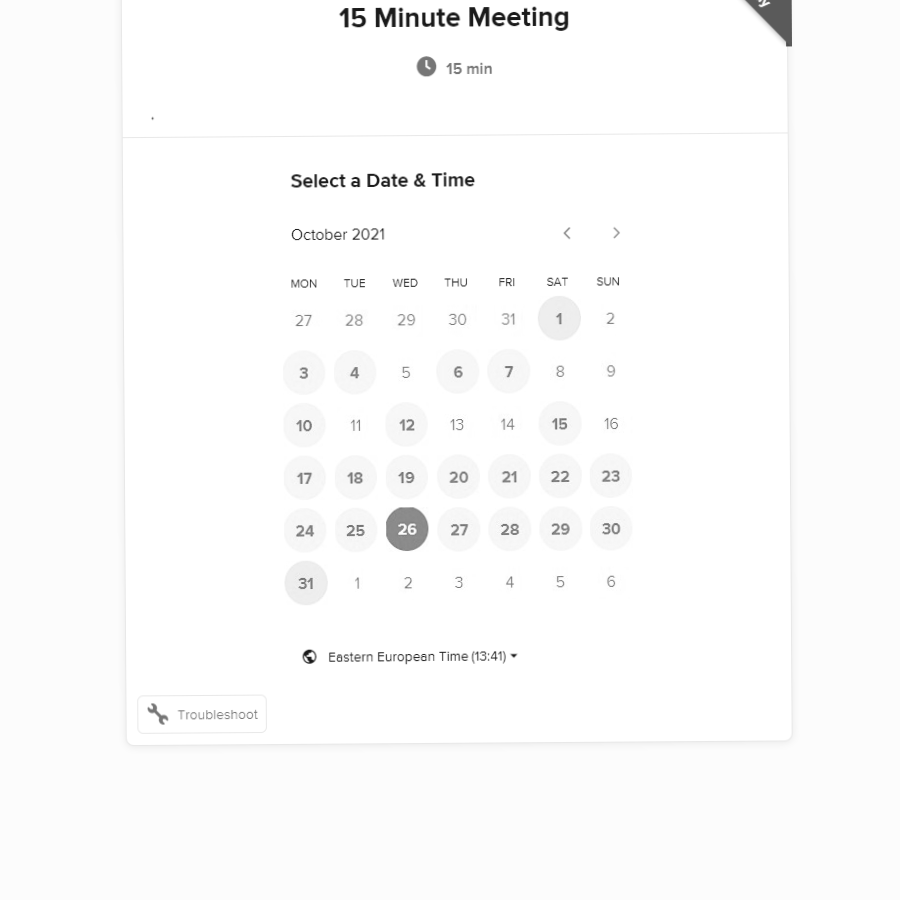 15 Minute Meeting
15 min
.
Select a Date & Time
October 2021
MON TUE WED THU FRI SAT SUN
27 28 29 30 31 1 2
3 4 5 6 7 8 9
10 11 12 13 14 15 16
17 18 19 20 21 22 23
24 25 26 27 28 29 30
31 1 2 3 4 5 6
Eastern European Time (13:41)
Troubleshoot